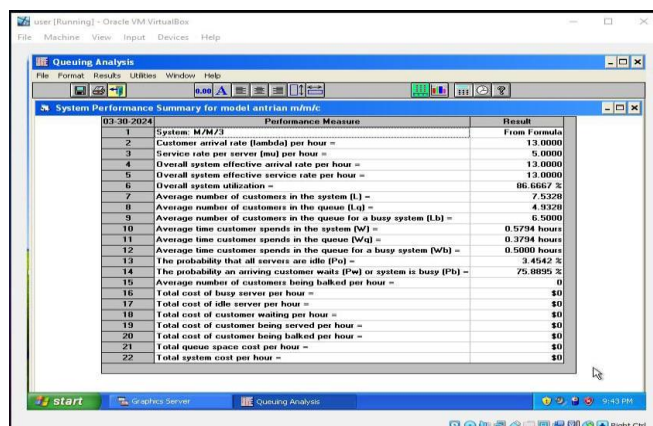 user [Running] - Oracle VM VirtualBox
File Machine View Input Devices Help
Queuing Analysis
File Format Results Utilities Window Help
0.00 A
System Performance Summary for model antrian m/m/c
03-30-2024 Performance Measure Result
1 System: M/M/3 From Formula
2 Customer arrival rate (lambda) per hour = 13.0000
3 Service rate per server (mu) per hour = 5.0000
4 Overall system effective arrival rate per hour = 13.0000
5 Overall system effective service rate per hour = 13.0000
6 Overall system utilization = 86.6667 %
7 Average number of customers in the system (L) = 7.5328
8 Average number of customers in the queue (Lq) = 4.9328
9 Average number of customers in the queue for a busy system (Lb) = 6.5000
10 Average time customer spends in the system (W) = 0.5794 hours
11 Average time customer spends in the queue (Wq) = 0.3794 hours
12 Average time customer spends in the queue for a busy system (Wb) = 0.5000 hours
13 The probability that all servers are idle (Po) = 3.4542 %
14 The probability an arriving customer waits (Pw) or system is busy (Pb) = 75.8895 %
15 Average number of customers being balked per hour = 0
16 Total cost of busy server per hour = $0
17 Total cost of idle server per hour = $0
18 Total cost of customer waiting per hour = $0
19 Total cost of customer being served per hour = $0
20 Total cost of customer being balked per hour = $0
21 Total queue space cost per hour = $0
22 Total system cost per hour = $0
start Graphics Server Queuing Analysis 9:43 PM
Right Ctrl